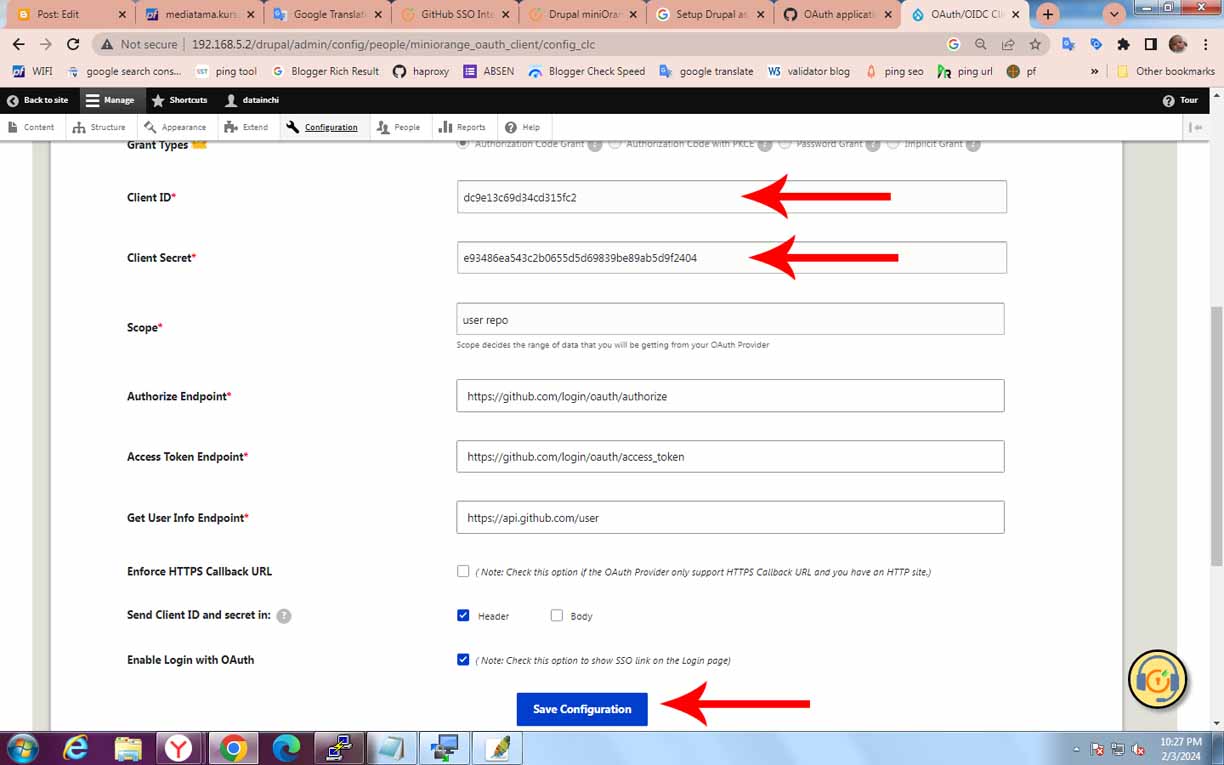 Post: Edit
mediatama.kurs
Google Translat
GitHub SSO Inte
Drupal miniOran
Setup Drupal as
OAuth applicati
OAuth/OIDC Cli
Not secure 192.168.5.2/drupal/admin/config/people/miniorange_oauth_client/config_clc
WIFI google search cons... ping tool Blogger Rich Result haproxy ABSEN Blogger Check Speed google translate validator blog ping seo ping url pf » Other bookmarks
Back to site Manage Shortcuts datainchi Tour
Content Structure Appearance Extend Configuration People Reports Help
Grant Types Authorization Code Grant ? Authorization Code with PKCE ? Password Grant ? Implicit Grant ?
Client ID* dc9e13c69d34cd315fc2
Client Secret* e93486ea543c2b0655d5d69839be89ab5d9f2404
Scope* user repo
Scope decides the range of data that you will be getting from your OAuth Provider
Authorize Endpoint* https://github.com/login/oauth/authorize
Access Token Endpoint* https://github.com/login/oauth/access_token
Get User Info Endpoint* https://api.github.com/user
Enforce HTTPS Callback URL ( Note: Check this option if the OAuth Provider only support HTTPS Callback URL and you have an HTTP site.)
Send Client ID and secret in: ? Header Body
Enable Login with OAuth ( Note: Check this option to show SSO link on the Login page)
Save Configuration
10:27 PM
2/3/2024